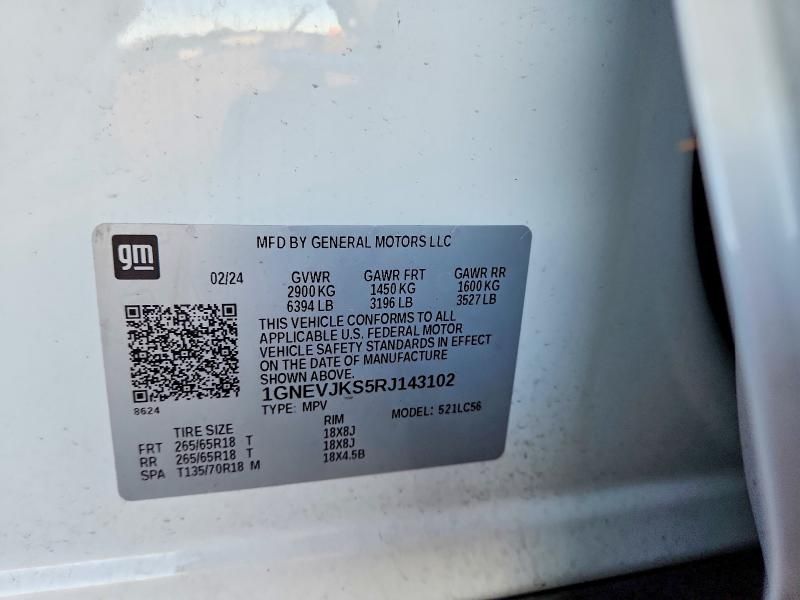 gm
MFD BY GENERAL MOTORS LLC
02/24 GVWR GAWR FRT GAWR RR
2900 KG 1450 KG 1600 KG
6394 LB 3196 LB 3527 LB
THIS VEHICLE CONFORMS TO ALL
APPLICABLE U.S. FEDERAL MOTOR
VEHICLE SAFETY STANDARDS IN EFFECT
ON THE DATE OF MANUFACTURE
SHOWN ABOVE.
8624
1GNEVJKS5RJ143102
TYPE: MPV MODEL: 521LC56
TIRE SIZE RIM
FRT 265/65R18 T 18X8J
RR 265/65R18 T 18X8J
SPA T135/70R18 M 18X4.5B